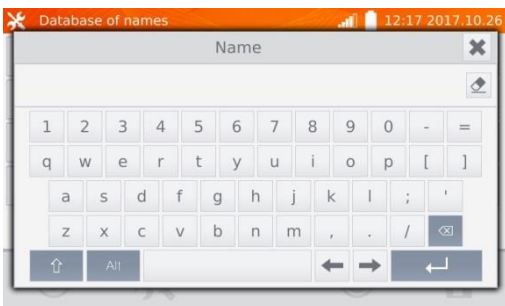 Database of names 12:17 2017.10.26
Name
1 2 3 4 5 6 7 8 9 0 - =
q w e r t y u i o p [ ]
a s d f g h j k l ; '
z x c v b n m , . /
Alt